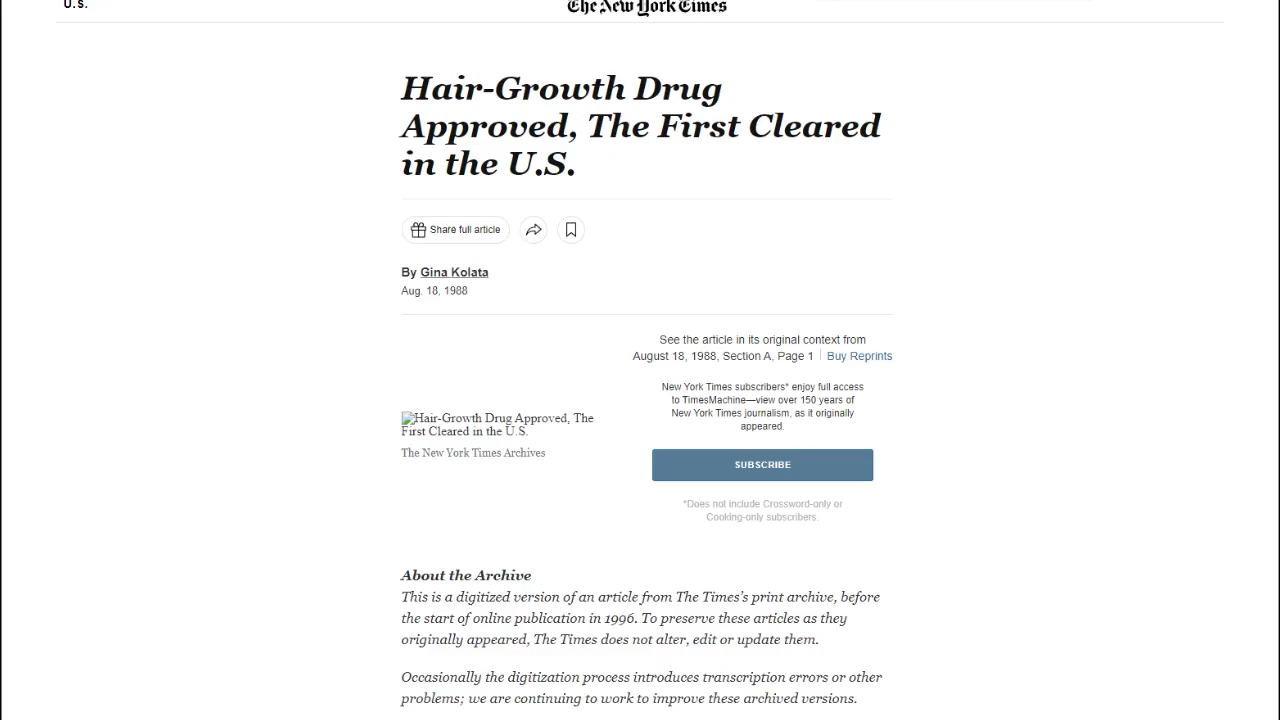 U.S.
The New York Times
Hair-Growth Drug
Approved, The First Cleared
in the U.S.
Share full article
By Gina Kolata
Aug. 18, 1988
See the article in its original context from
August 18, 1988, Section A, Page 1 | Buy Reprints
New York Times subscribers* enjoy full access
to TimesMachine—view over 150 years of
New York Times journalism, as it originally
appeared.
SUBSCRIBE
*Does not include Crossword-only or
Cooking-only subscribers.
Hair-Growth Drug Approved, The
First Cleared in the U.S.
The New York Times Archives
About the Archive
This is a digitized version of an article from The Times's print archive, before
the start of online publication in 1996. To preserve these articles as they
originally appeared, The Times does not alter, edit or update them.
Occasionally the digitization process introduces transcription errors or other
problems; we are continuing to work to improve these archived versions.